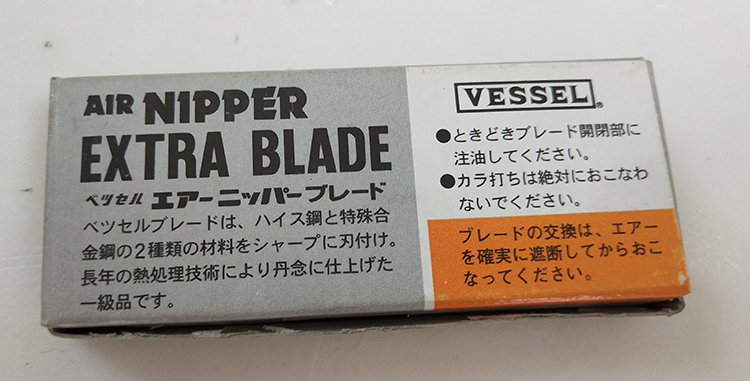 AIR NIPPER
EXTRA BLADE
ベッセル エアーニッパーブレード
ベツセルブレードは、ハイス鋼と特殊合
金鋼の2種類の材料をシャープに刃付け。
長年の熱処理技術により丹念に仕上げた
一級品です。
VESSEL®
●ときどきブレード開閉部に
注油してください。
●カラ打ちは絶対におこなわ
ないでください。
ブレードの交換は、エアー
を確実に遮断してからおこ
なってください。